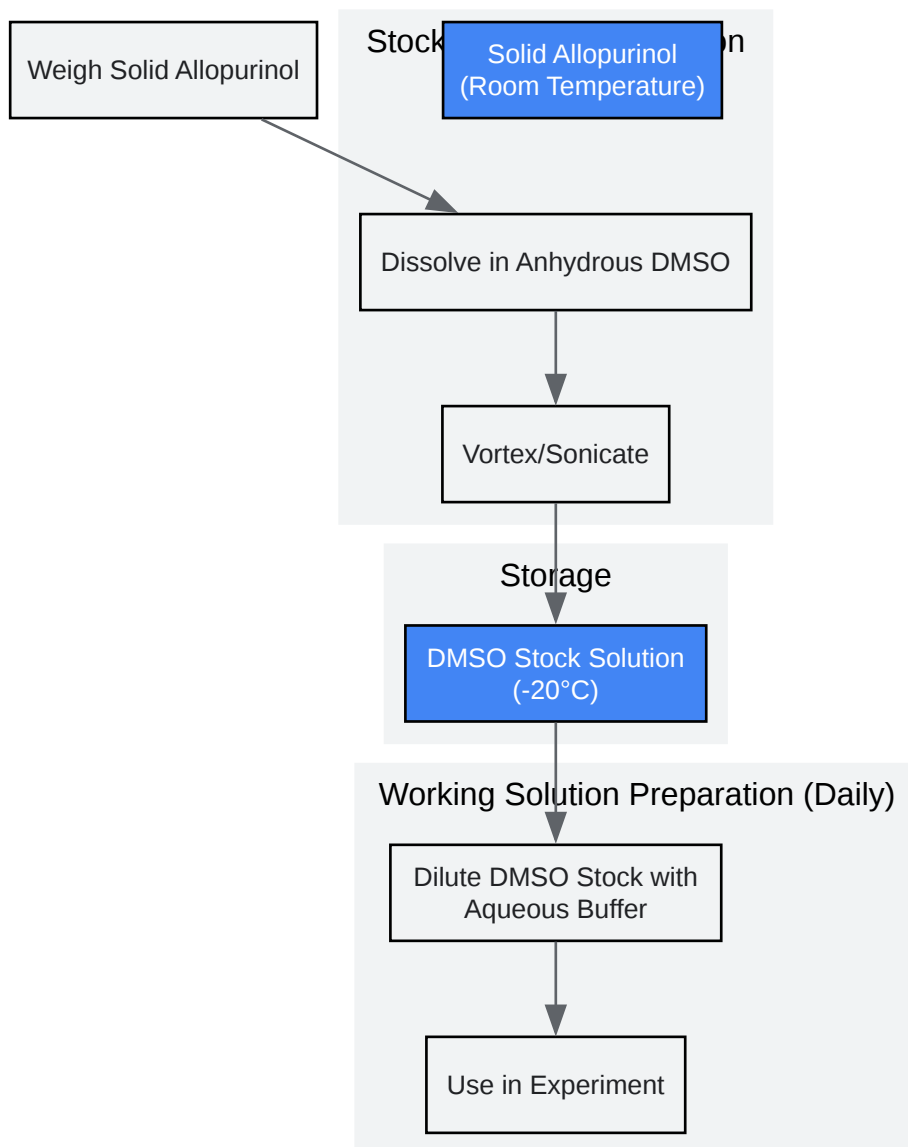 Weigh Solid Allopurinol
Stock
Solid Allopurinol
(Room Temperature)
Dissolve in Anhydrous DMSO
Vortex/Sonicate
Storage
DMSO Stock Solution
(-20°C)
Working Solution Preparation (Daily)
Dilute DMSO Stock with
Aqueous Buffer
Use in Experiment